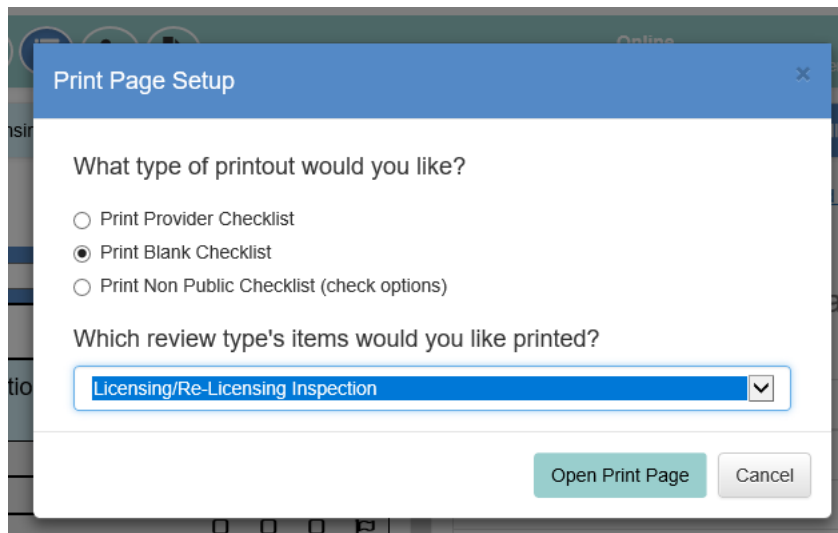 Online
Print Page Setup
×
What type of printout would you like?
Print Provider Checklist
Print Blank Checklist
Print Non Public Checklist (check options)
Which review type's items would you like printed?
Licensing/Re-Licensing Inspection
Open Print Page
Cancel